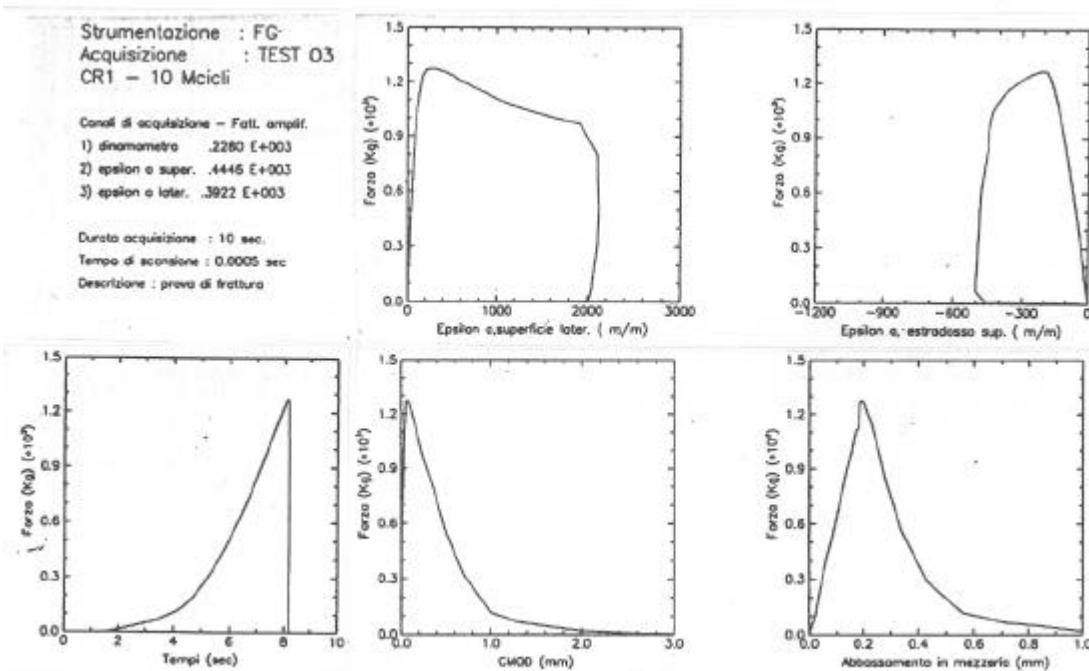 Strumentazione : FG
Acquisizione : TEST 03
CR1 - 10 Mcicli
Canali di acquisizione - Fatt. amplif.
1) dinamometro .2280 E+003
2) epsilon a super. .4446 E+003
3) epsilon a later. .3922 E+003
Durata acquisizione : 10 sec.
Tempo di scansione : 0.0005 sec
Descrizione : prova di frattura
Forza (Kg)
1.5
1.2
0.9
0.6
0.3
0.0
0 1000 2000 3000
Epsilon a,superficie later. ( m/m)
Forza (Kg)
1.5
1.2
0.9
0.6
0.3
0.0
-1200 -900 -600 -300 0
Epsilon a, estradosso sup. ( m/m)
Forza (Kg)
1.5
1.2
0.9
0.6
0.3
0.0
0 2 4 6 8 10
Tempi (sec)
Forza (Kg)
1.5
1.2
0.9
0.6
0.3
0.0
0.0 1.0 2.0 3.0
CMOD (mm)
Forza (Kg)
1.5
1.2
0.9
0.6
0.3
0.0
0.0 0.2 0.4 0.6 0.8 1.0
Abbassamento in mezzeria (mm)